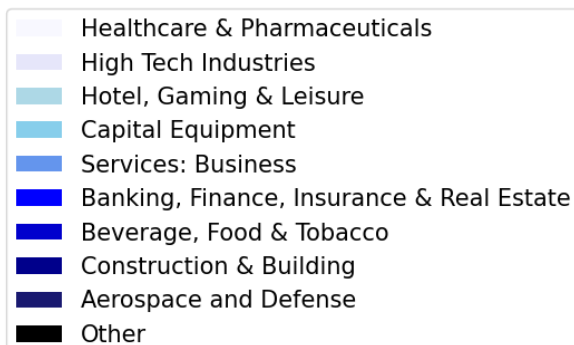 Healthcare & Pharmaceuticals
High Tech Industries
Hotel, Gaming & Leisure
Capital Equipment
Services: Business
Banking, Finance, Insurance & Real Estate
Beverage, Food & Tobacco
Construction & Building
Aerospace and Defense
Other